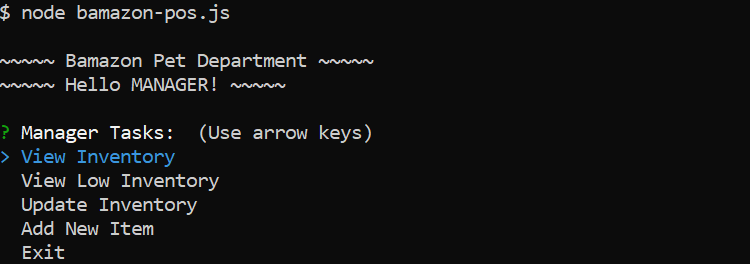 $ node bamazon-pos.js
~~~~~ Bamazon Pet Department ~~~~~
~~~~~ Hello MANAGER! ~~~~~
? Manager Tasks:  (Use arrow keys)
> View Inventory
  View Low Inventory
  Update Inventory
  Add New Item
  Exit